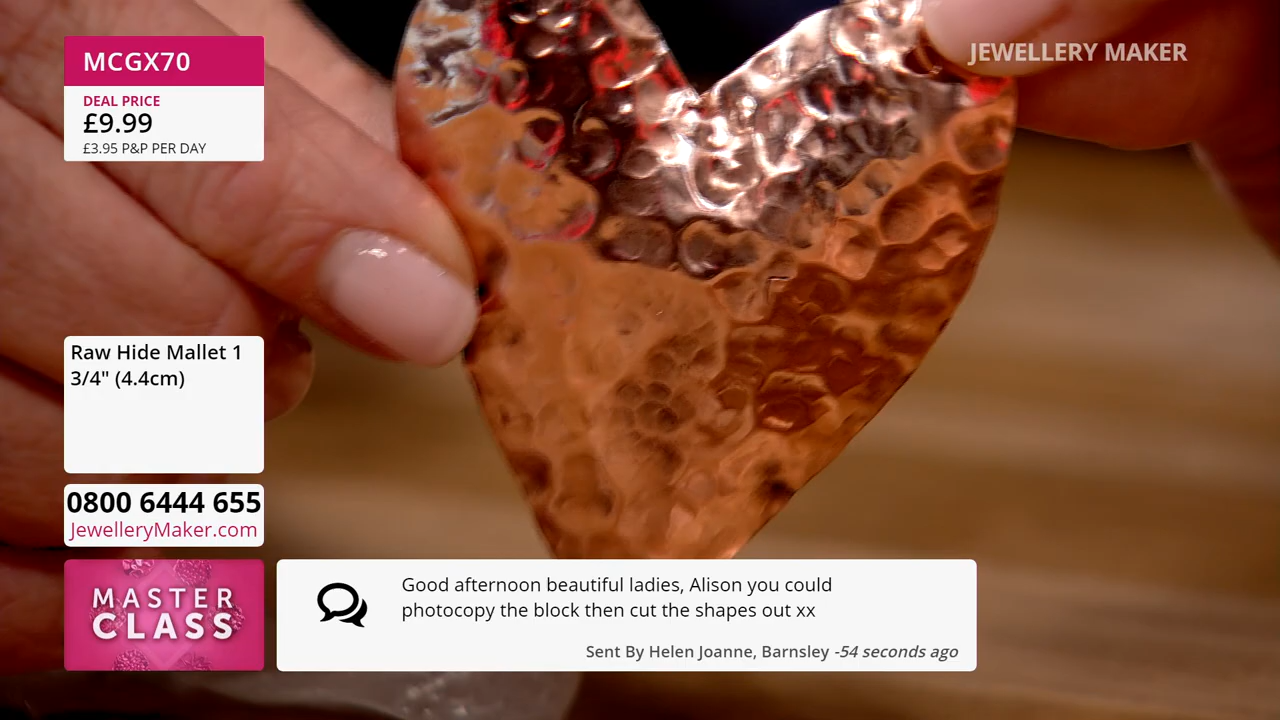 MCGX70
DEAL PRICE
£9.99
£3.95 P&P PER DAY
JEWELLERY MAKER
Raw Hide Mallet 1
3/4" (4.4cm)
0800 6444 655
JewelleryMaker.com
MASTER
CLASS
Good afternoon beautiful ladies, Alison you could
photocopy the block then cut the shapes out xx
Sent By Helen Joanne, Barnsley -54 seconds ago